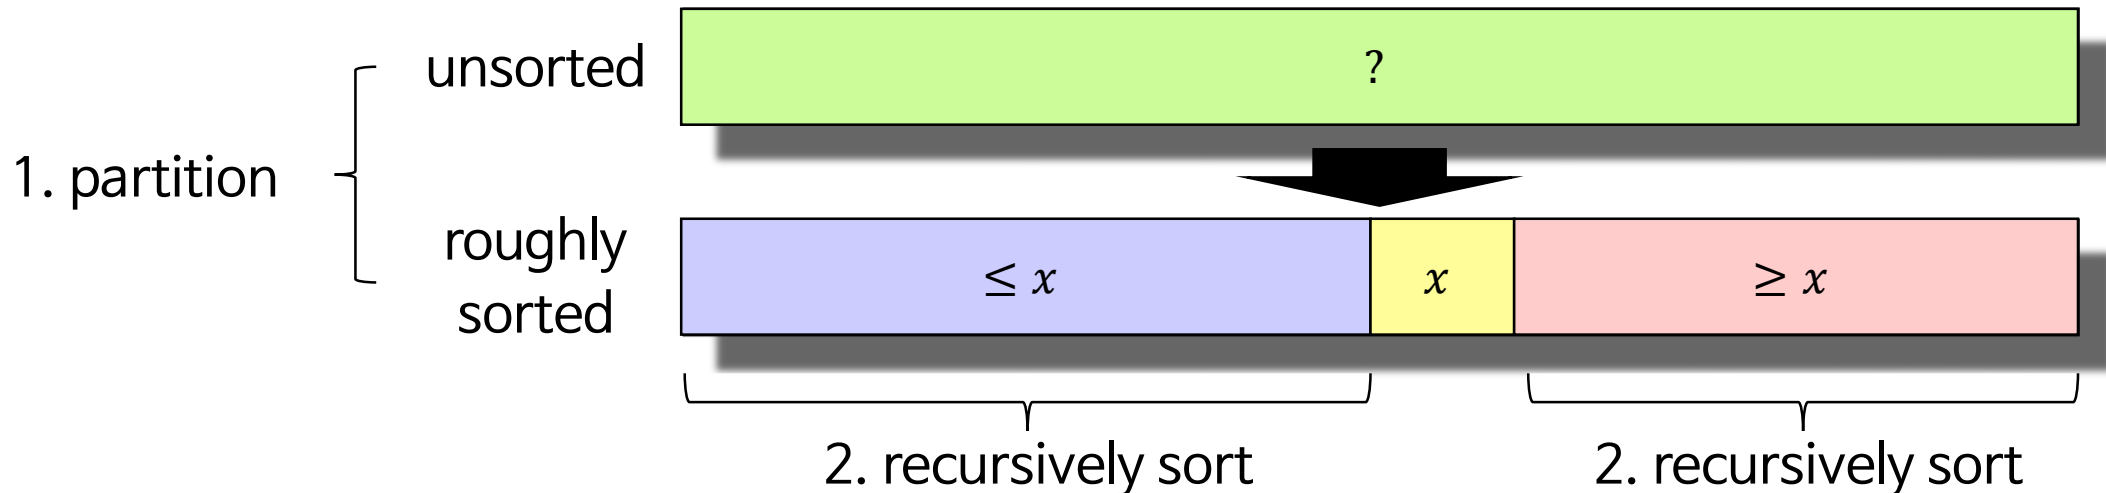 unsorted
?
1. partition
roughly
sorted
≤ x
x
≥ x
2. recursively sort
2. recursively sort